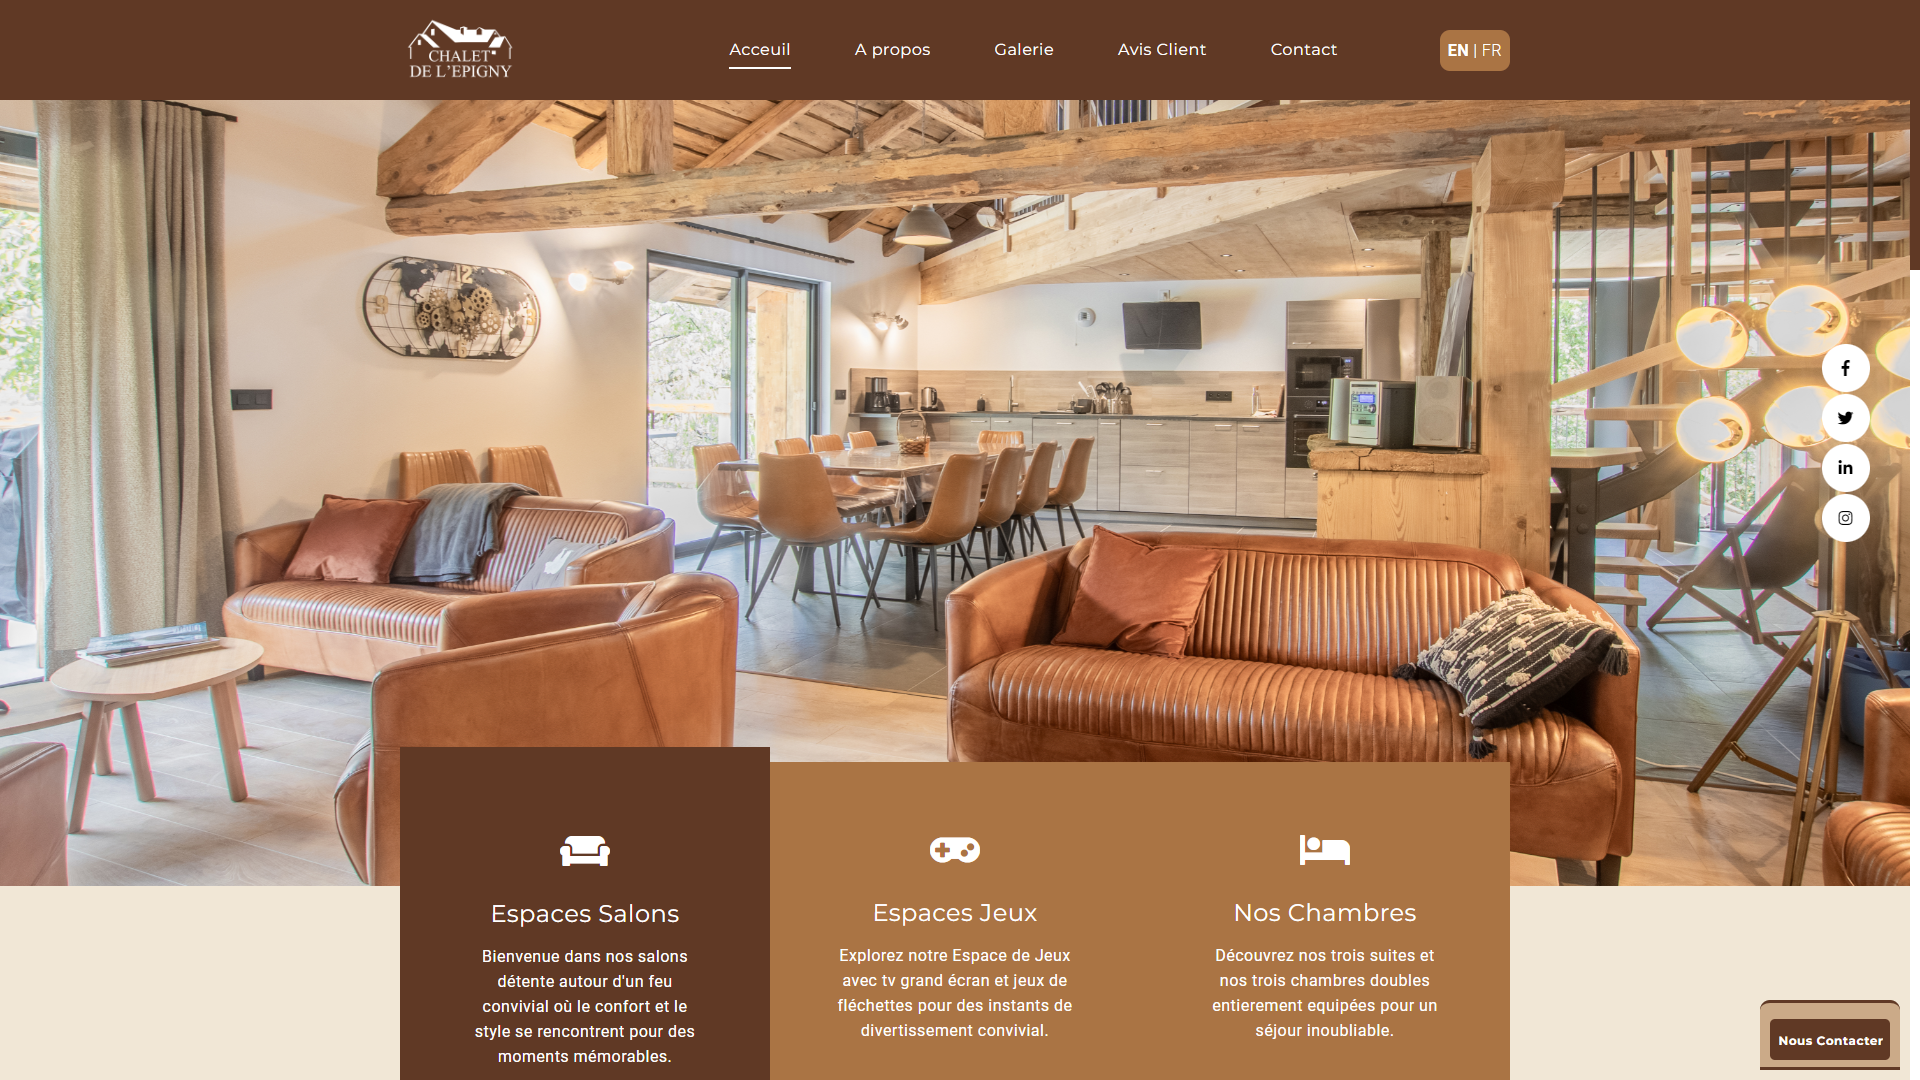 CHALET
DE L'EPIGNY
Acceuil
A propos
Galerie
Avis Client
Contact
EN | FR
Espaces Salons
Bienvenue dans nos salons
détente autour d'un feu
convivial où le confort et le
style se rencontrent pour des
moments mémorables.
Espaces Jeux
Explorez notre Espace de Jeux
avec tv grand écran et jeux de
fléchettes pour des instants de
divertissement convivial.
Nos Chambres
Découvrez nos trois suites et
nos trois chambres doubles
entierement equipées pour un
séjour inoubliable.
Nous Contacter